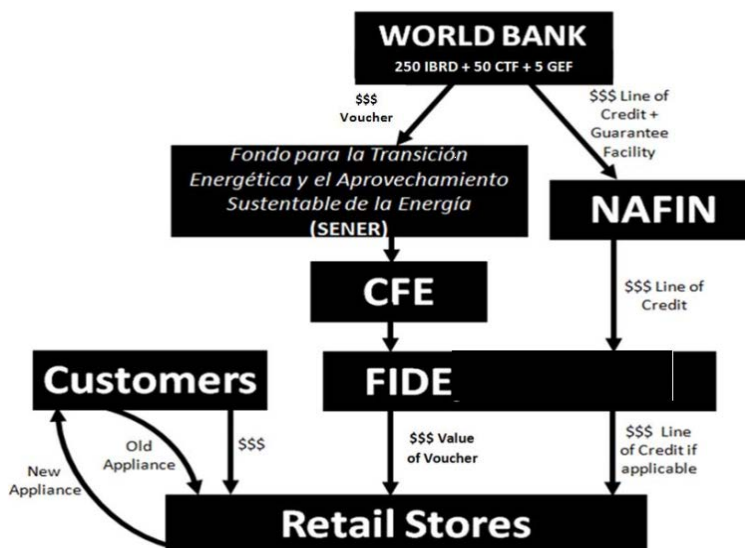 WORLD BANK
250 IBRD + 50 CTF + 5 GEF
$$$
Voucher
$$$ Line of
Credit +
Guarantee
Facility
Fondo para la Transición
Energética y el Aprovechamiento
Sustentable de la Energía
(SENER)
NAFIN
CFE
$$$ Line of
Credit
Customers
FIDE
New
Appliance
Old
Appliance
$$$
$$$ Value
of Voucher
$$$ Line
of Credit if
applicable
Retail Stores